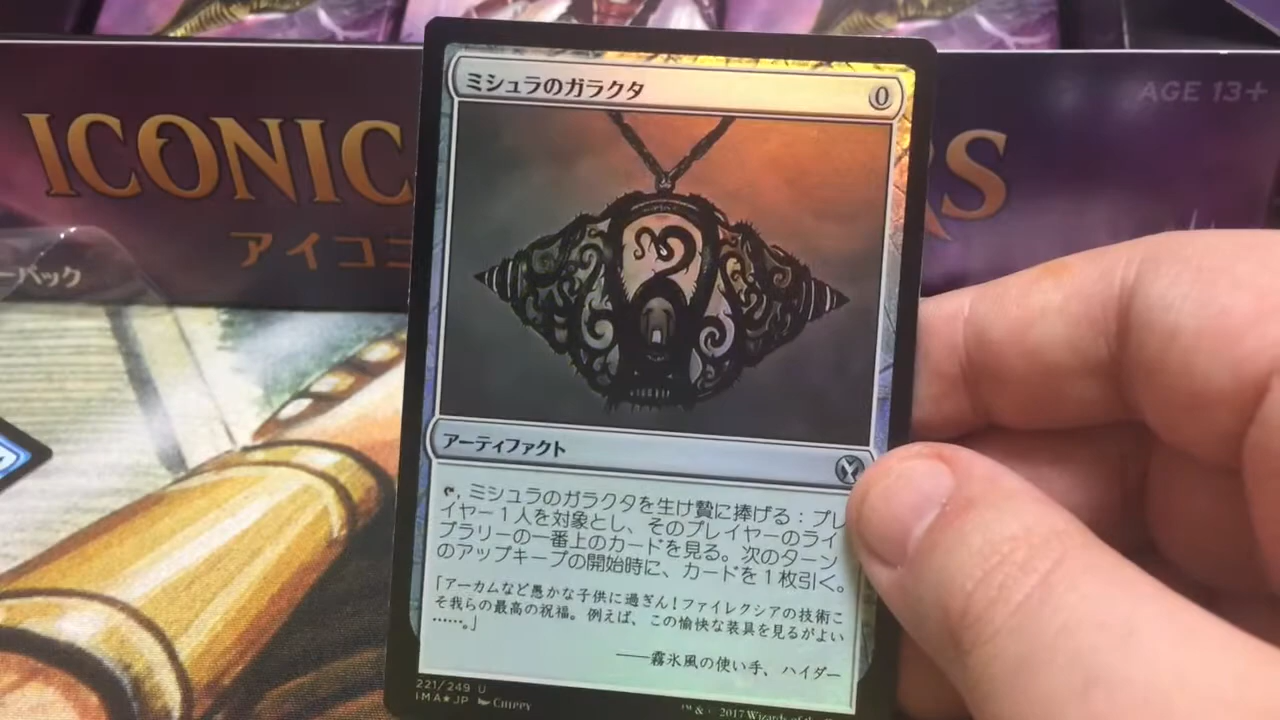 AGE 13+
ICONIC
RS
アイコニ
ーパック
ミシュラのガラクタ
0
アーティファクト
, ミシュラのガラクタを生け贄に捧げる:プレ
イヤー1人を対象とし、そのプレイヤーのライ
ブラリーの一番上のカードを見る。次のターン
のアップキープの開始時に、カードを1枚引く。
「アーカムなど愚かな子供に過ぎん!ファイレクシアの技術こ
そ我らの最高の祝福。例えば、この愉快な装具を見るがよい
……。」
――霧氷風の使い手、ハイダー
221/249 U
IMA★JP CHIPPY
™ & © 2017 Wizards of the